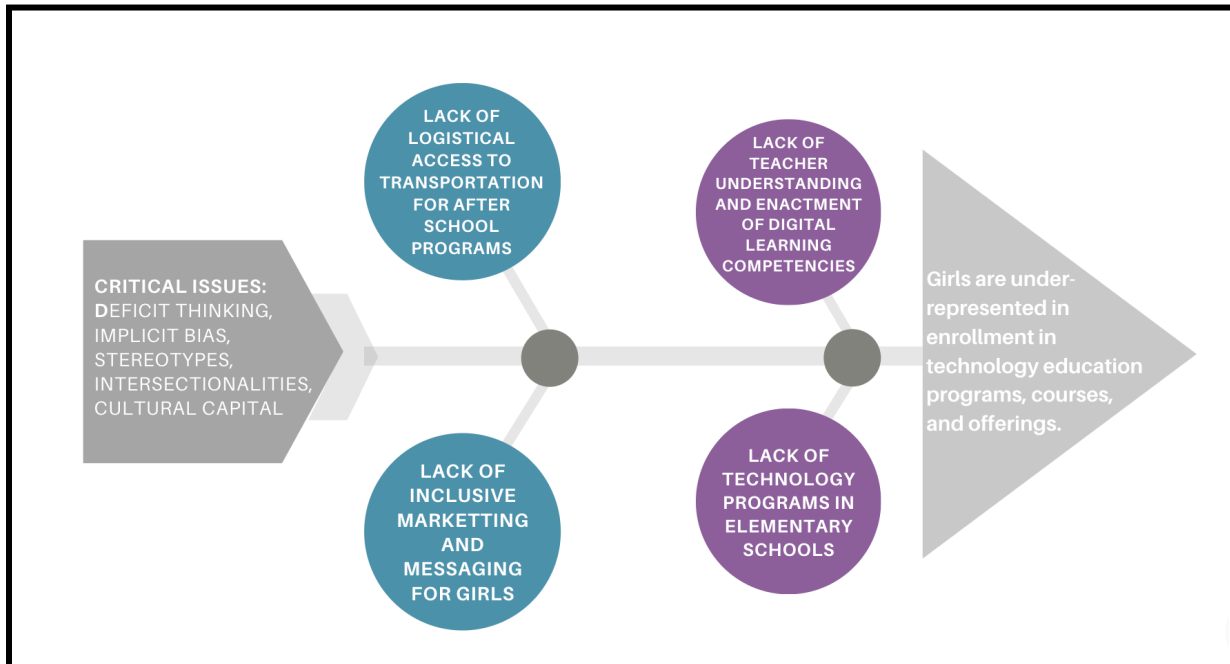 CRITICAL ISSUES:
DEFICIT THINKING,
IMPLICIT BIAS,
STEREOTYPES,
INTERSECTIONALITIES,
CULTURAL CAPITAL
LACK OF
LOGISTICAL
ACCESS TO
TRANSPORTATION
FOR AFTER
SCHOOL
PROGRAMS
LACK OF
INCLUSIVE
MARKETTING
AND
MESSAGING
FOR GIRLS
LACK OF
TEACHER
UNDERSTANDING
AND ENACTMENT
OF DIGITAL
LEARNING
COMPETENCIES
LACK OF
TECHNOLOGY
PROGRAMS IN
ELEMENTARY
SCHOOLS
Girls are under-
represented in
enrollment in
technology education
programs, courses,
and offerings.